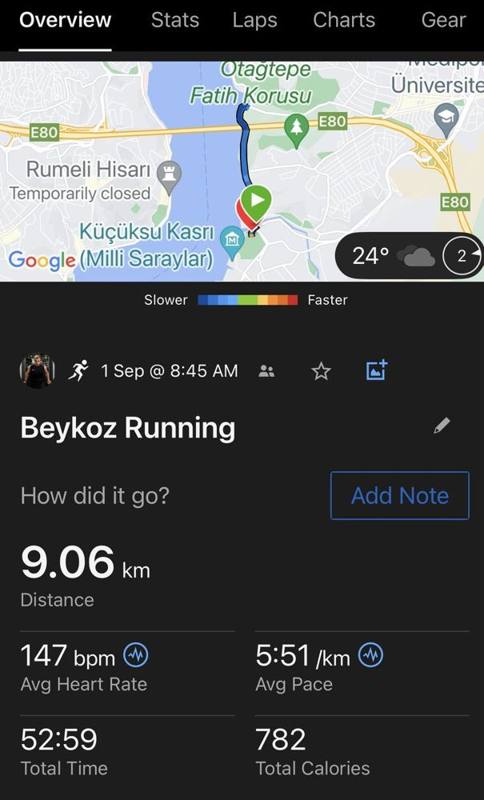 Overview Stats Laps Charts Gear
Otağtepe
Fatih Korusu
Medipol
Üniversite
E80
E80
Rumeli Hisarı
Temporarily closed
E80
Küçüksu Kasrı
(Milli Saraylar)
Google
24° 2
Slower Faster
1 Sep @ 8:45 AM
Beykoz Running
How did it go? Add Note
9.06 km
Distance
147 bpm 5:51 /km
Avg Heart Rate Avg Pace
52:59 782
Total Time Total Calories